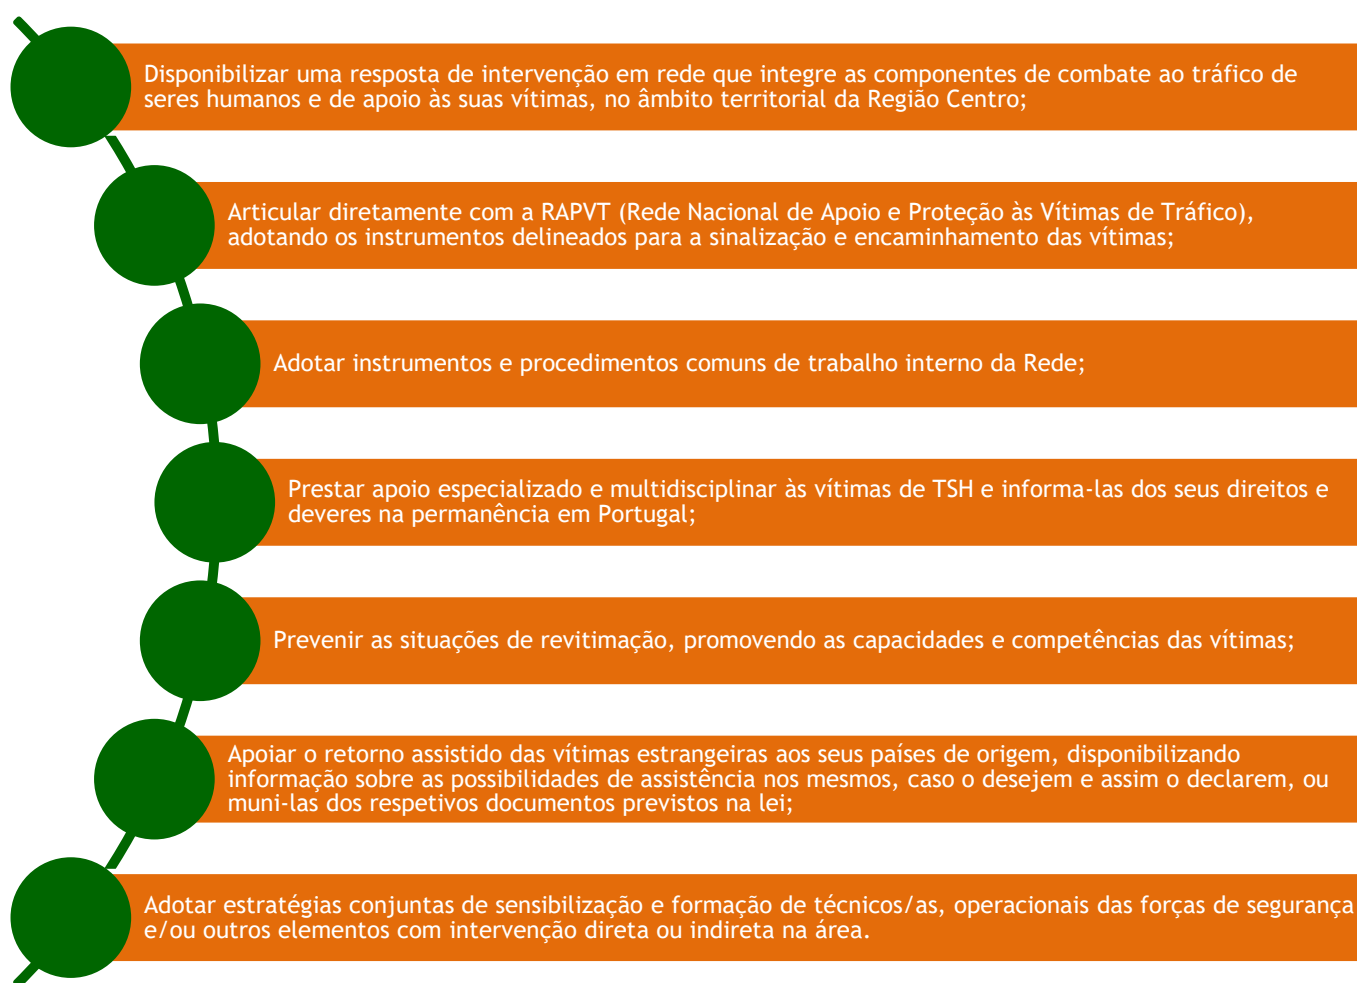 Disponibilizar uma resposta de intervenção em rede que integre as componentes de combate ao tráfico de
seres humanos e de apoio às suas vítimas, no âmbito territorial da Região Centro;
Articular diretamente com a RAPVT (Rede Nacional de Apoio e Proteção às Vítimas de Tráfico),
adotando os instrumentos delineados para a sinalização e encaminhamento das vítimas;
Adotar instrumentos e procedimentos comuns de trabalho interno da Rede;
Prestar apoio especializado e multidisciplinar às vítimas de TSH e informa-las dos seus direitos e
deveres na permanência em Portugal;
Prevenir as situações de revitimação, promovendo as capacidades e competências das vítimas;
Apoiar o retorno assistido das vítimas estrangeiras aos seus países de origem, disponibilizando
informação sobre as possibilidades de assistência nos mesmos, caso o desejem e assim o declarem, ou
muni-las dos respetivos documentos previstos na lei;
Adotar estratégias conjuntas de sensibilização e formação de técnicos/as, operacionais das forças de segurança
e/ou outros elementos com intervenção direta ou indireta na área.